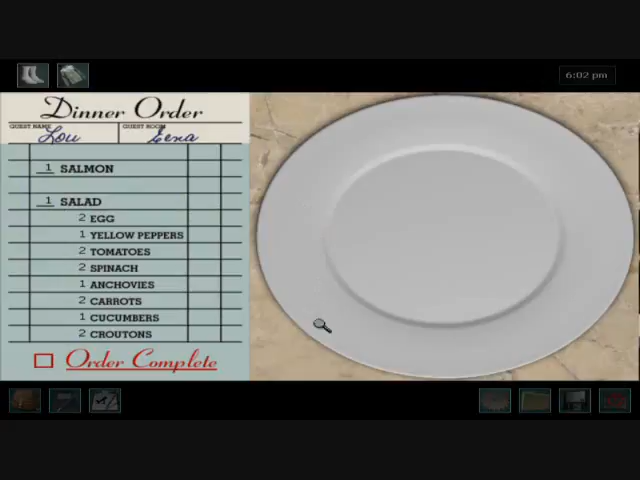 6:02 pm
Dinner Order
GUEST NAME Lou GUEST ROOM Eena
1 SALMON
1 SALAD
2 EGG
1 YELLOW PEPPERS
2 TOMATOES
2 SPINACH
1 ANCHOVIES
2 CARROTS
1 CUCUMBERS
2 CROUTONS
Order Complete